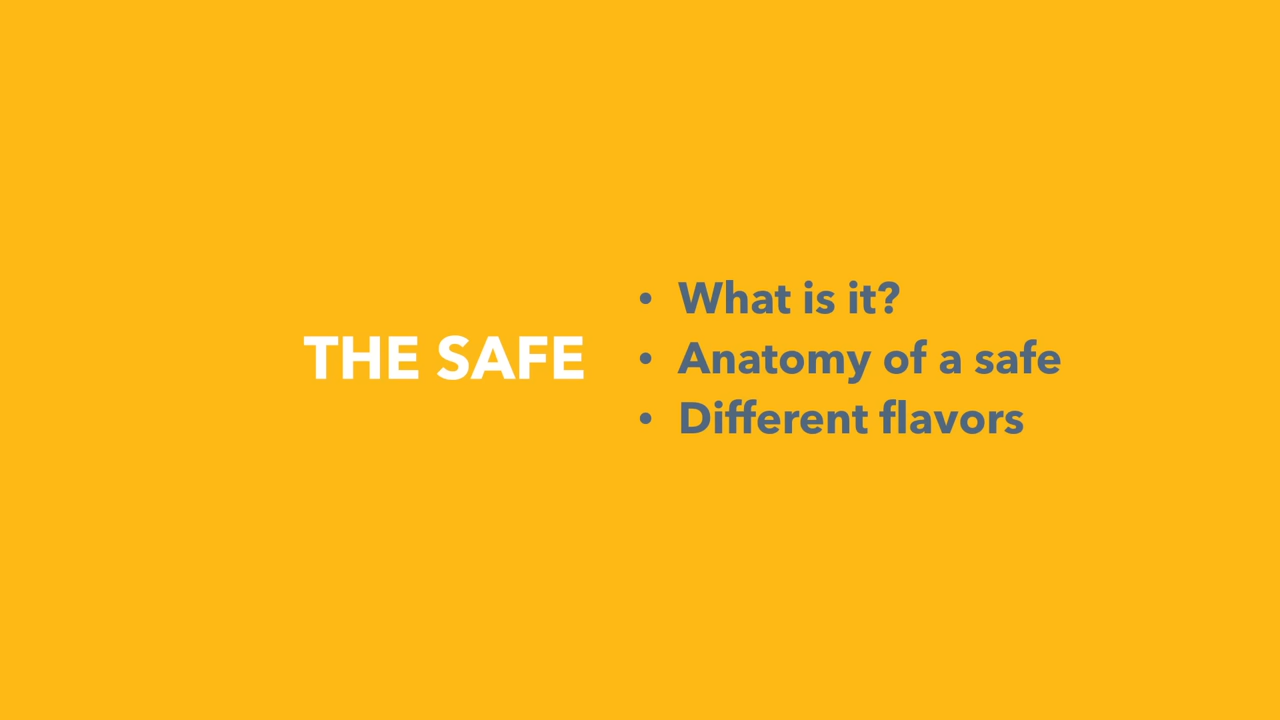 THE SAFE
• What is it?
• Anatomy of a safe
• Different flavors